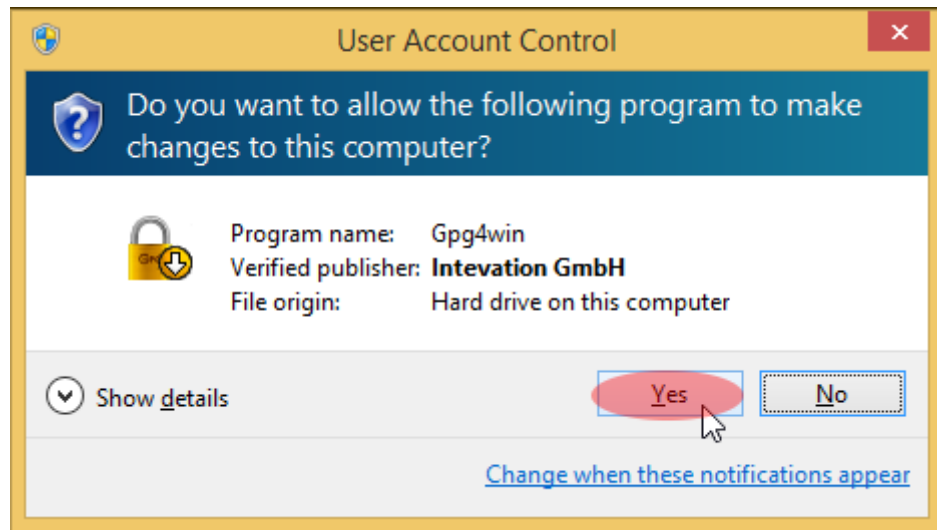 User Account Control
Do you want to allow the following program to make
changes to this computer?
Program name: Gpg4win
Verified publisher: Intevation GmbH
File origin: Hard drive on this computer
Show details
Yes
No
Change when these notifications appear